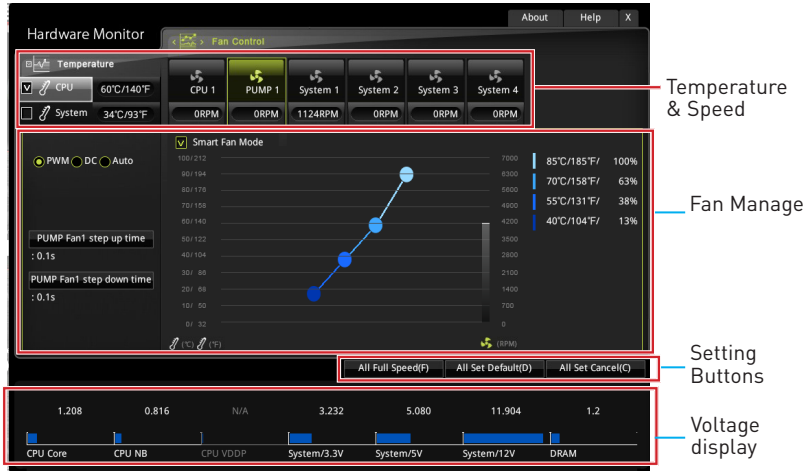 About Help X
Hardware Monitor
Fan Control
Temperature
CPU 60℃/140℉
System 34℃/93℉
CPU 1 PUMP 1 System 1 System 2 System 3 System 4
0RPM 0RPM 1124RPM 0RPM 0RPM 0RPM
Temperature
& Speed
Smart Fan Mode
PWM DC Auto
PUMP Fan1 step up time
: 0.1s
PUMP Fan1 step down time
: 0.1s
100/212 7000
90/194 6300
80/176 5600
70/158 4900
60/140 4200
50/122 3500
40/104 2800
30/ 86 2100
20/ 68 1400
10/ 50 700
0/ 32 0
(℃) (℉) (RPM)
85℃/185℉/ 100%
70℃/158℉/ 63%
55℃/131℉/ 38%
40℃/104℉/ 13%
Fan Manage
All Full Speed(F) All Set Default(D) All Set Cancel(C)
Setting
Buttons
1.208 0.816 N/A 3.232 5.080 11.904 1.2
CPU Core CPU NB CPU VDDP System/3.3V System/5V System/12V DRAM
Voltage
display